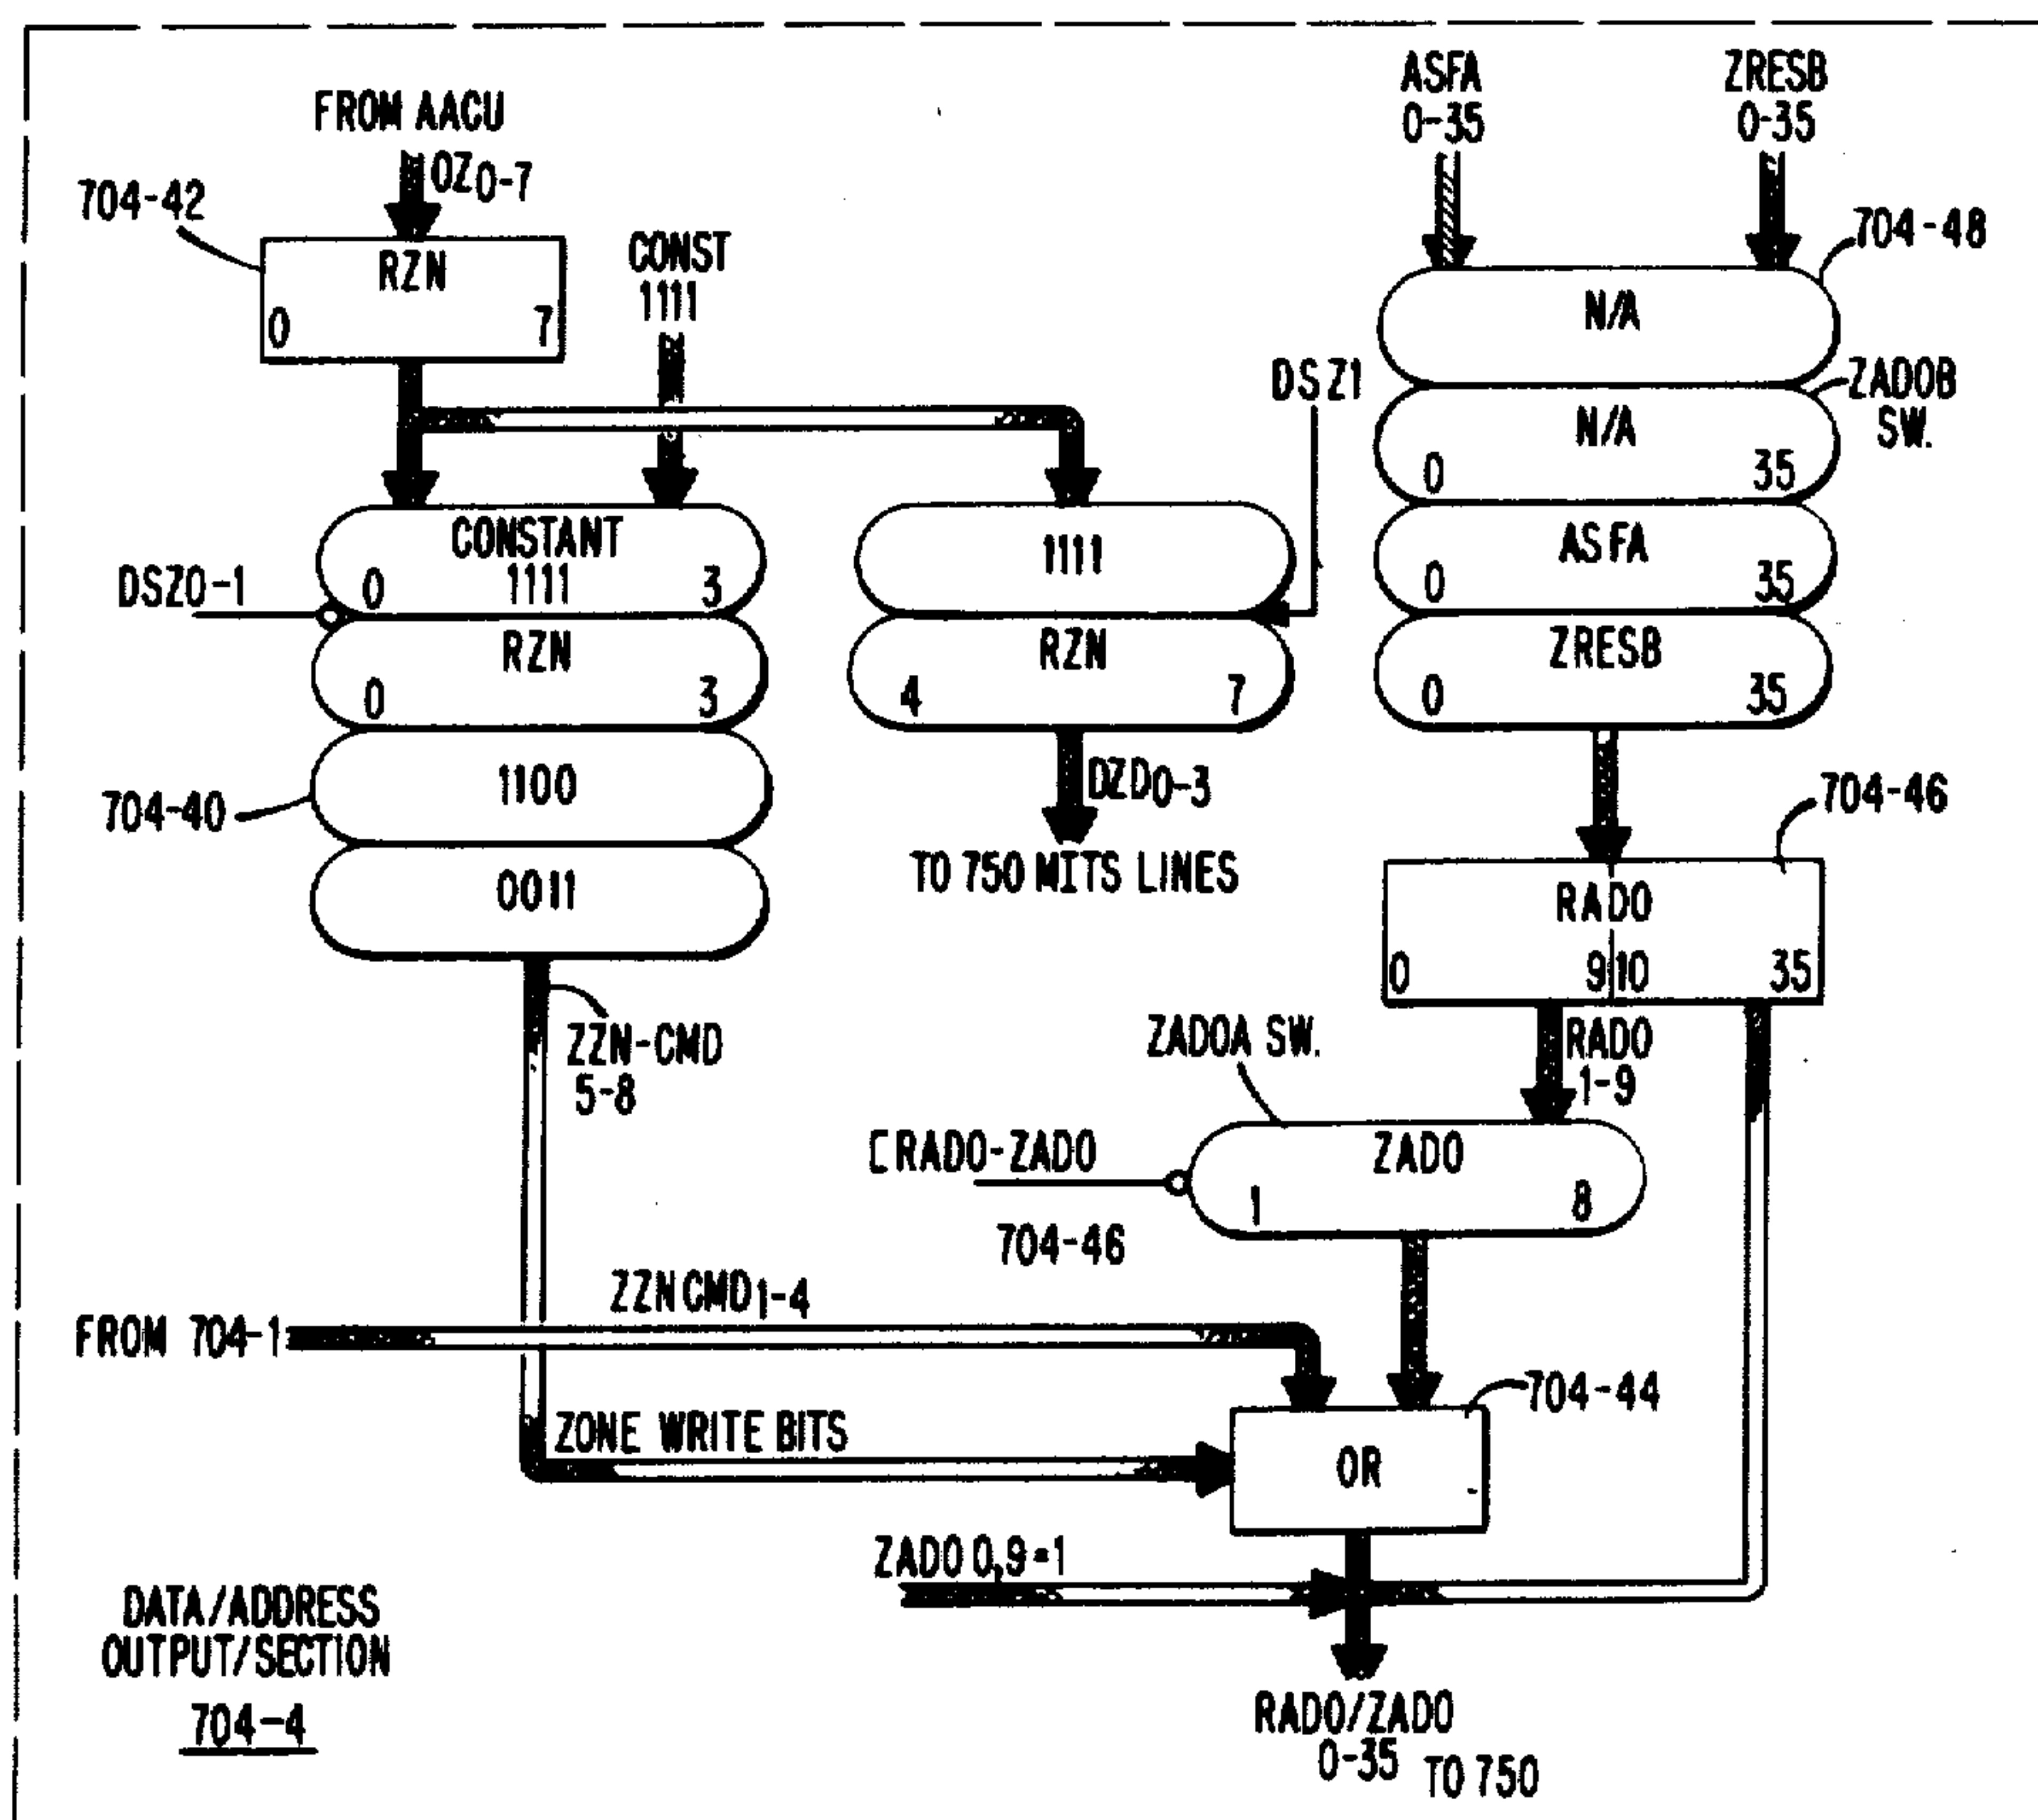 FROM AACU
OZ0-7
704-42
RZN
0 7
CONST
1111
ASFA
0-35
ZRESB
0-35
704-48
N/A
ZADOB
SW.
N/A
0 35
DSZ1
CONSTANT
1111
0 3
DSZ0-1
RZN
0 3
1111
RZN
4 7
ASFA
0 35
ZRESB
0 35
1100
704-40
0011
DZD0-3
TO 750 MITS LINES
704-46
RADO
0 9 10 35
ZZN-CMD
5-8
ZADOA SW.
RADO
1-9
[RADO-ZADO
ZADO
1 8
704-46
ZZN CMD1-4
FROM 704-1
704-44
ZONE WRITE BITS
OR
ZADO 0,9=1
DATA/ADDRESS
OUTPUT/SECTION
704-4
RADO/ZADO
0-35 TO 750